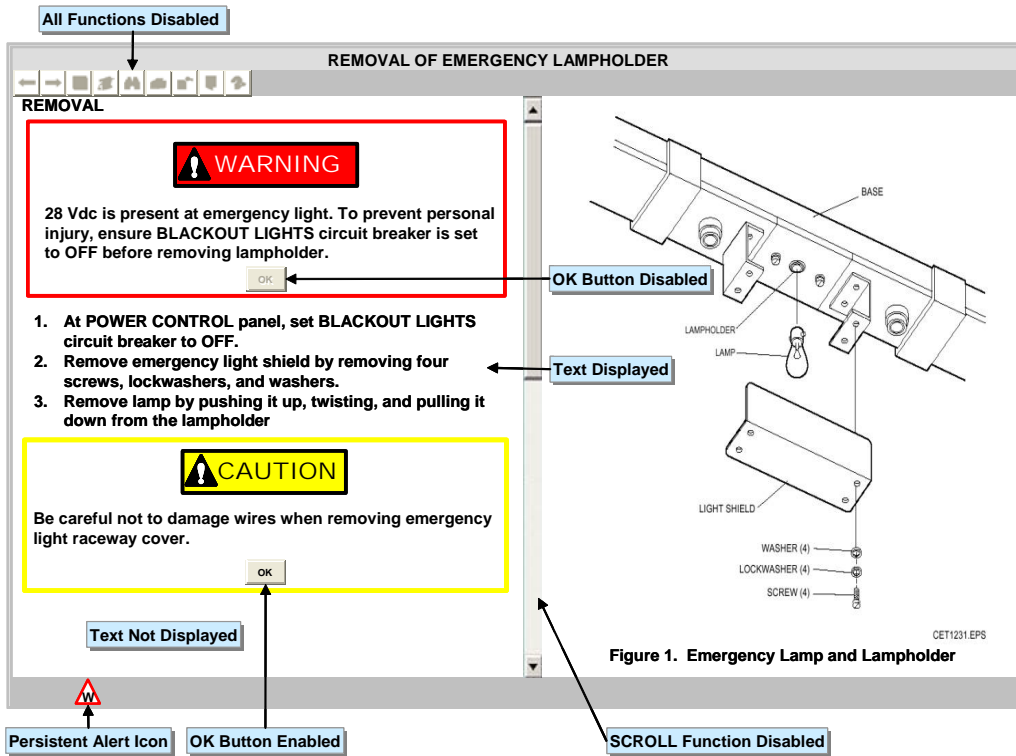 All Functions Disabled
REMOVAL OF EMERGENCY LAMPHOLDER
REMOVAL
WARNING
28 Vdc is present at emergency light. To prevent personal
injury, ensure BLACKOUT LIGHTS circuit breaker is set
to OFF before removing lampholder.
OK
OK Button Disabled
1. At POWER CONTROL panel, set BLACKOUT LIGHTS
circuit breaker to OFF.
2. Remove emergency light shield by removing four
screws, lockwashers, and washers.
3. Remove lamp by pushing it up, twisting, and pulling it
down from the lampholder
Text Displayed
CAUTION
Be careful not to damage wires when removing emergency
light raceway cover.
OK
Text Not Displayed
BASE
LAMPHOLDER
LAMP
LIGHT SHIELD
WASHER (4)
LOCKWASHER (4)
SCREW (4)
CET1231.EPS
Figure 1. Emergency Lamp and Lampholder
W
Persistent Alert Icon
OK Button Enabled
SCROLL Function Disabled